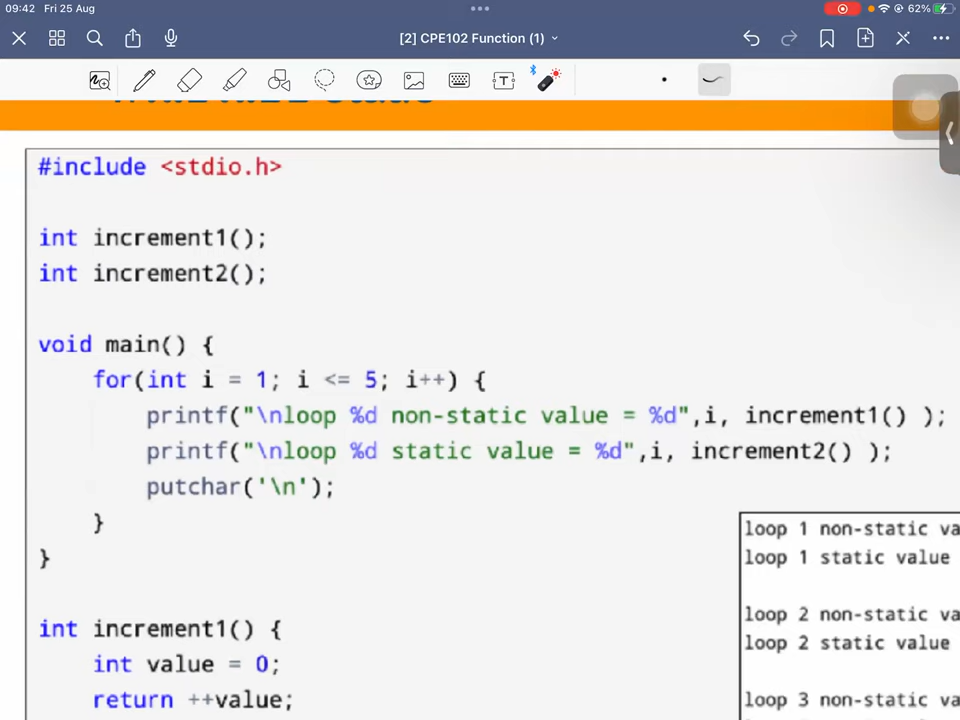 09:42 Fri 25 Aug
62%
[2] CPE102 Function (1)
T
#include <stdio.h>
int increment1();
int increment2();
void main() {
for(int i = 1; i <= 5; i++) {
printf("\nloop %d non-static value = %d",i, increment1() );
printf("\nloop %d static value = %d",i, increment2() );
putchar('\n');
}
}
int increment1() {
int value = 0;
return ++value;
loop 1 non-static va
loop 1 static value
loop 2 non-static va
loop 2 static value
loop 3 non-static va